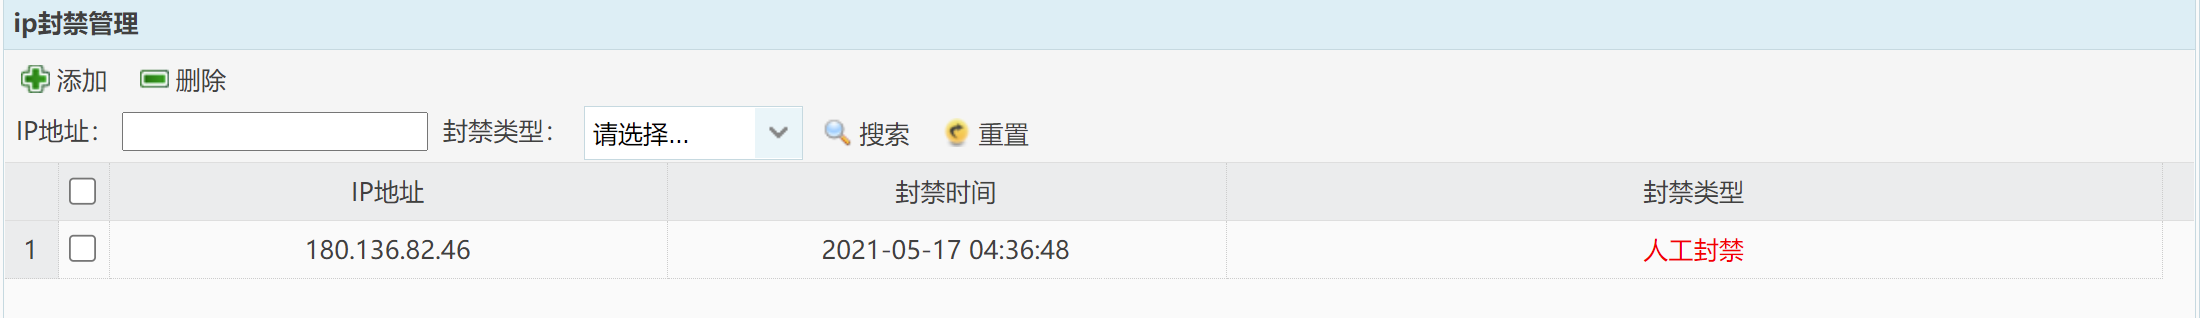 ip封禁管理
添加 删除
IP地址： 封禁类型： 请选择... 搜索 重置
IP地址 封禁时间 封禁类型
1 180.136.82.46 2021-05-17 04:36:48 人工封禁